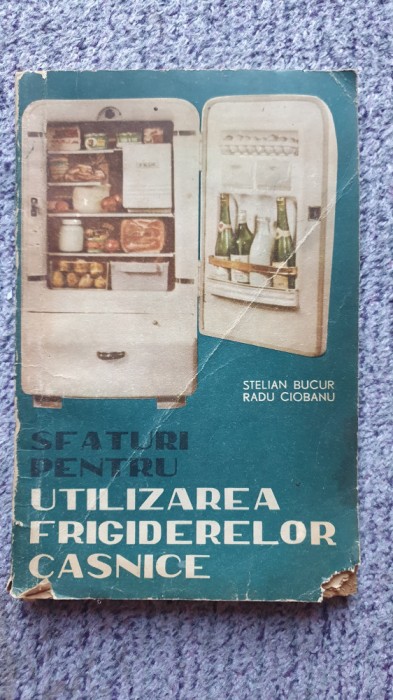 STELIAN BUCUR
RADU CIOBANU
SFATURI
PENTRU
UTILIZAREA
FRIGIDERELOR
CASNICE